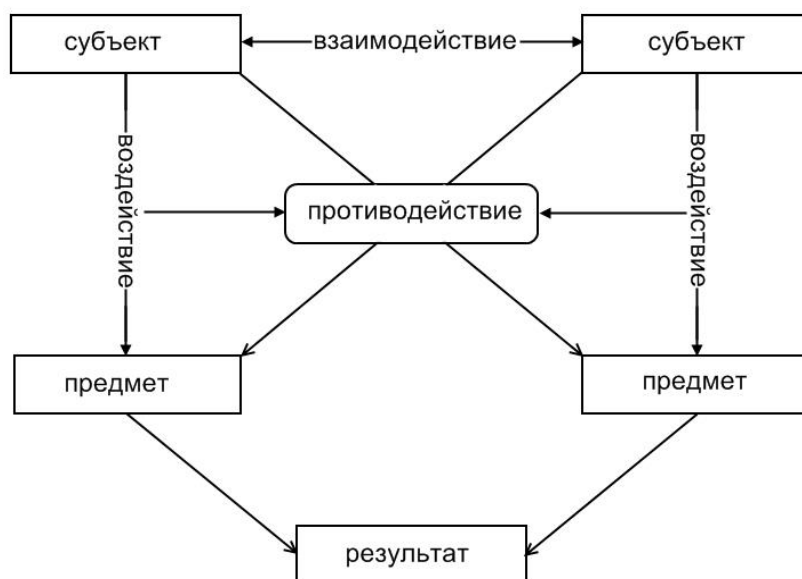 субъект
взаимодействие
субъект
воздействие
воздействие
противодействие
предмет
предмет
результат